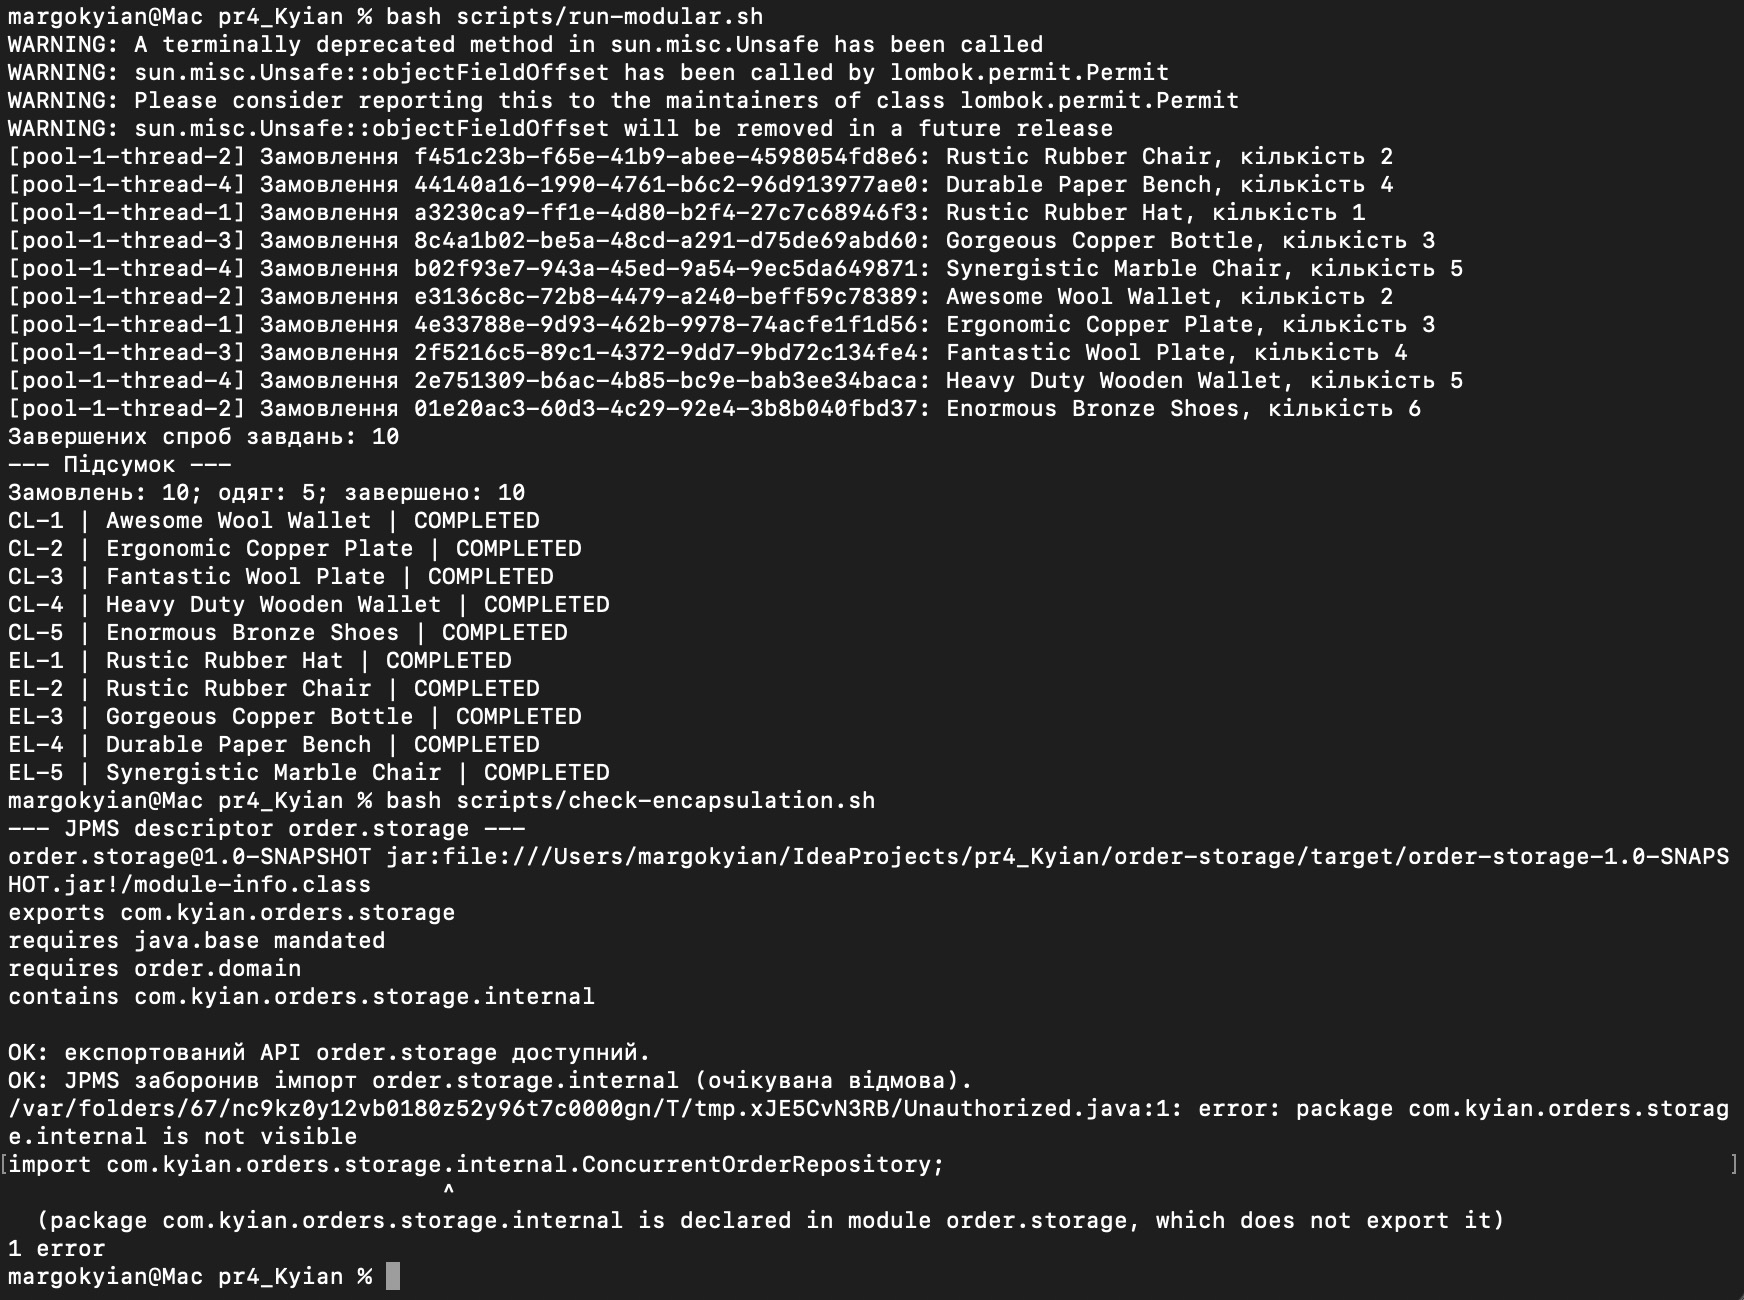 margokyian@Mac pr4_Kyian % bash scripts/run-modular.sh
WARNING: A terminally deprecated method in sun.misc.Unsafe has been called
WARNING: sun.misc.Unsafe::objectFieldOffset has been called by lombok.permit.Permit
WARNING: Please consider reporting this to the maintainers of class lombok.permit.Permit
WARNING: sun.misc.Unsafe::objectFieldOffset will be removed in a future release
[pool-1-thread-2] Замовлення f451c23b-f65e-41b9-abee-4598054fd8e6: Rustic Rubber Chair, кількість 2
[pool-1-thread-4] Замовлення 44140a16-1990-4761-b6c2-96d913977ae0: Durable Paper Bench, кількість 4
[pool-1-thread-1] Замовлення a3230ca9-ff1e-4d80-b2f4-27c7c68946f3: Rustic Rubber Hat, кількість 1
[pool-1-thread-3] Замовлення 8c4a1b02-be5a-48cd-a291-d75de69abd60: Gorgeous Copper Bottle, кількість 3
[pool-1-thread-4] Замовлення b02f93e7-943a-45ed-9a54-9ec5da649871: Synergistic Marble Chair, кількість 5
[pool-1-thread-2] Замовлення e3136c8c-72b8-4479-a240-beff59c78389: Awesome Wool Wallet, кількість 2
[pool-1-thread-1] Замовлення 4e33788e-9d93-462b-9978-74acfe1f1d56: Ergonomic Copper Plate, кількість 3
[pool-1-thread-3] Замовлення 2f5216c5-89c1-4372-9dd7-9bd72c134fe4: Fantastic Wool Plate, кількість 4
[pool-1-thread-4] Замовлення 2e751309-b6ac-4b85-bc9e-bab3ee34baca: Heavy Duty Wooden Wallet, кількість 5
[pool-1-thread-2] Замовлення 01e20ac3-60d3-4c29-92e4-3b8b040fbd37: Enormous Bronze Shoes, кількість 6
Завершених спроб завдань: 10
--- Підсумок ---
Замовлень: 10; одяг: 5; завершено: 10
CL-1 | Awesome Wool Wallet | COMPLETED
CL-2 | Ergonomic Copper Plate | COMPLETED
CL-3 | Fantastic Wool Plate | COMPLETED
CL-4 | Heavy Duty Wooden Wallet | COMPLETED
CL-5 | Enormous Bronze Shoes | COMPLETED
EL-1 | Rustic Rubber Hat | COMPLETED
EL-2 | Rustic Rubber Chair | COMPLETED
EL-3 | Gorgeous Copper Bottle | COMPLETED
EL-4 | Durable Paper Bench | COMPLETED
EL-5 | Synergistic Marble Chair | COMPLETED
margokyian@Mac pr4_Kyian % bash scripts/check-encapsulation.sh
--- JPMS descriptor order.storage ---
order.storage@1.0-SNAPSHOT jar:file:///Users/margokyian/IdeaProjects/pr4_Kyian/order-storage/target/order-storage-1.0-SNAPS
HOT.jar!/module-info.class
exports com.kyian.orders.storage
requires java.base mandated
requires order.domain
contains com.kyian.orders.storage.internal
OK: експортований API order.storage доступний.
OK: JPMS заборонив імпорт order.storage.internal (очікувана відмова).
/var/folders/67/nc9kz0y12vb0180z52y96t7c0000gn/T/tmp.xJE5CvN3RB/Unauthorized.java:1: error: package com.kyian.orders.storag
e.internal is not visible
[import com.kyian.orders.storage.internal.ConcurrentOrderRepository; ]
^
(package com.kyian.orders.storage.internal is declared in module order.storage, which does not export it)
1 error
margokyian@Mac pr4_Kyian %